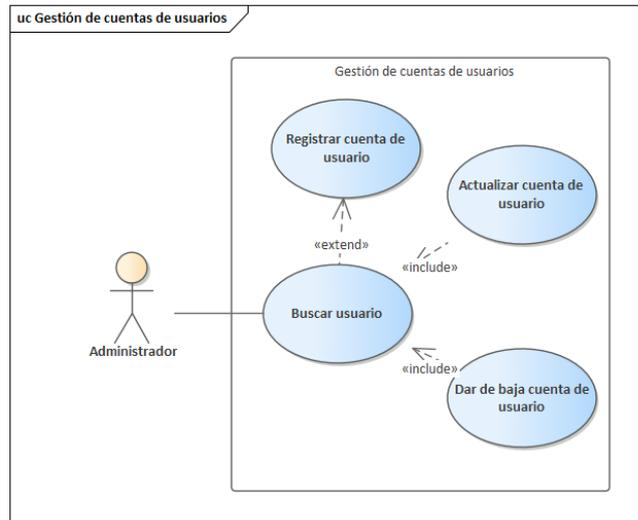 uc Gestión de cuentas de usuarios
Gestión de cuentas de usuarios
Registrar cuenta de
usuario
Actualizar cuenta de
usuario
«extend»
«include»
Buscar usuario
Administrador
«include»
Dar de baja cuenta de
usuario